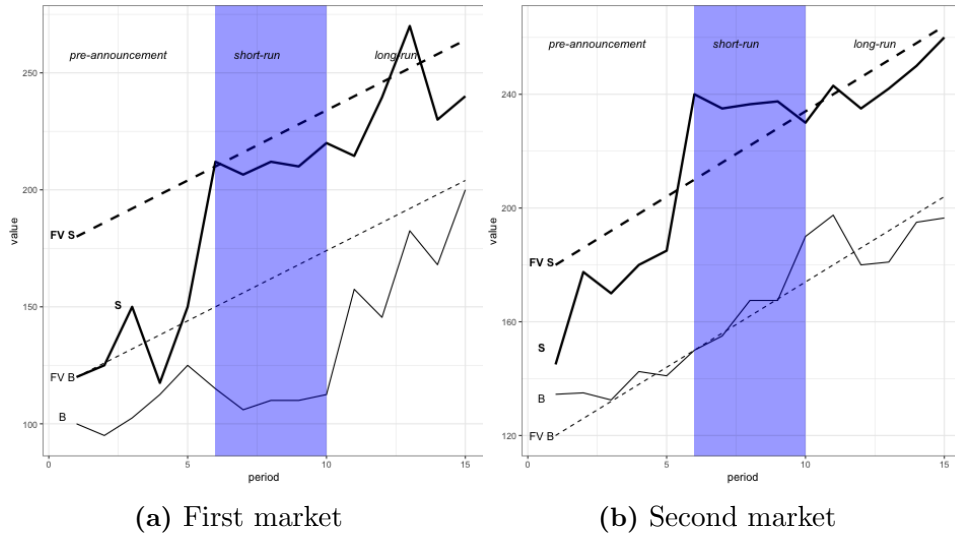 pre-announcement short-run long-run
250
200
150
100
value
FV S
S
FV B
B
0 5 10 15
period
(a) First market
pre-announcement short-run long-run
240
200
160
120
value
FV S
S
B
FV B
0 5 10 15
period
(b) Second market